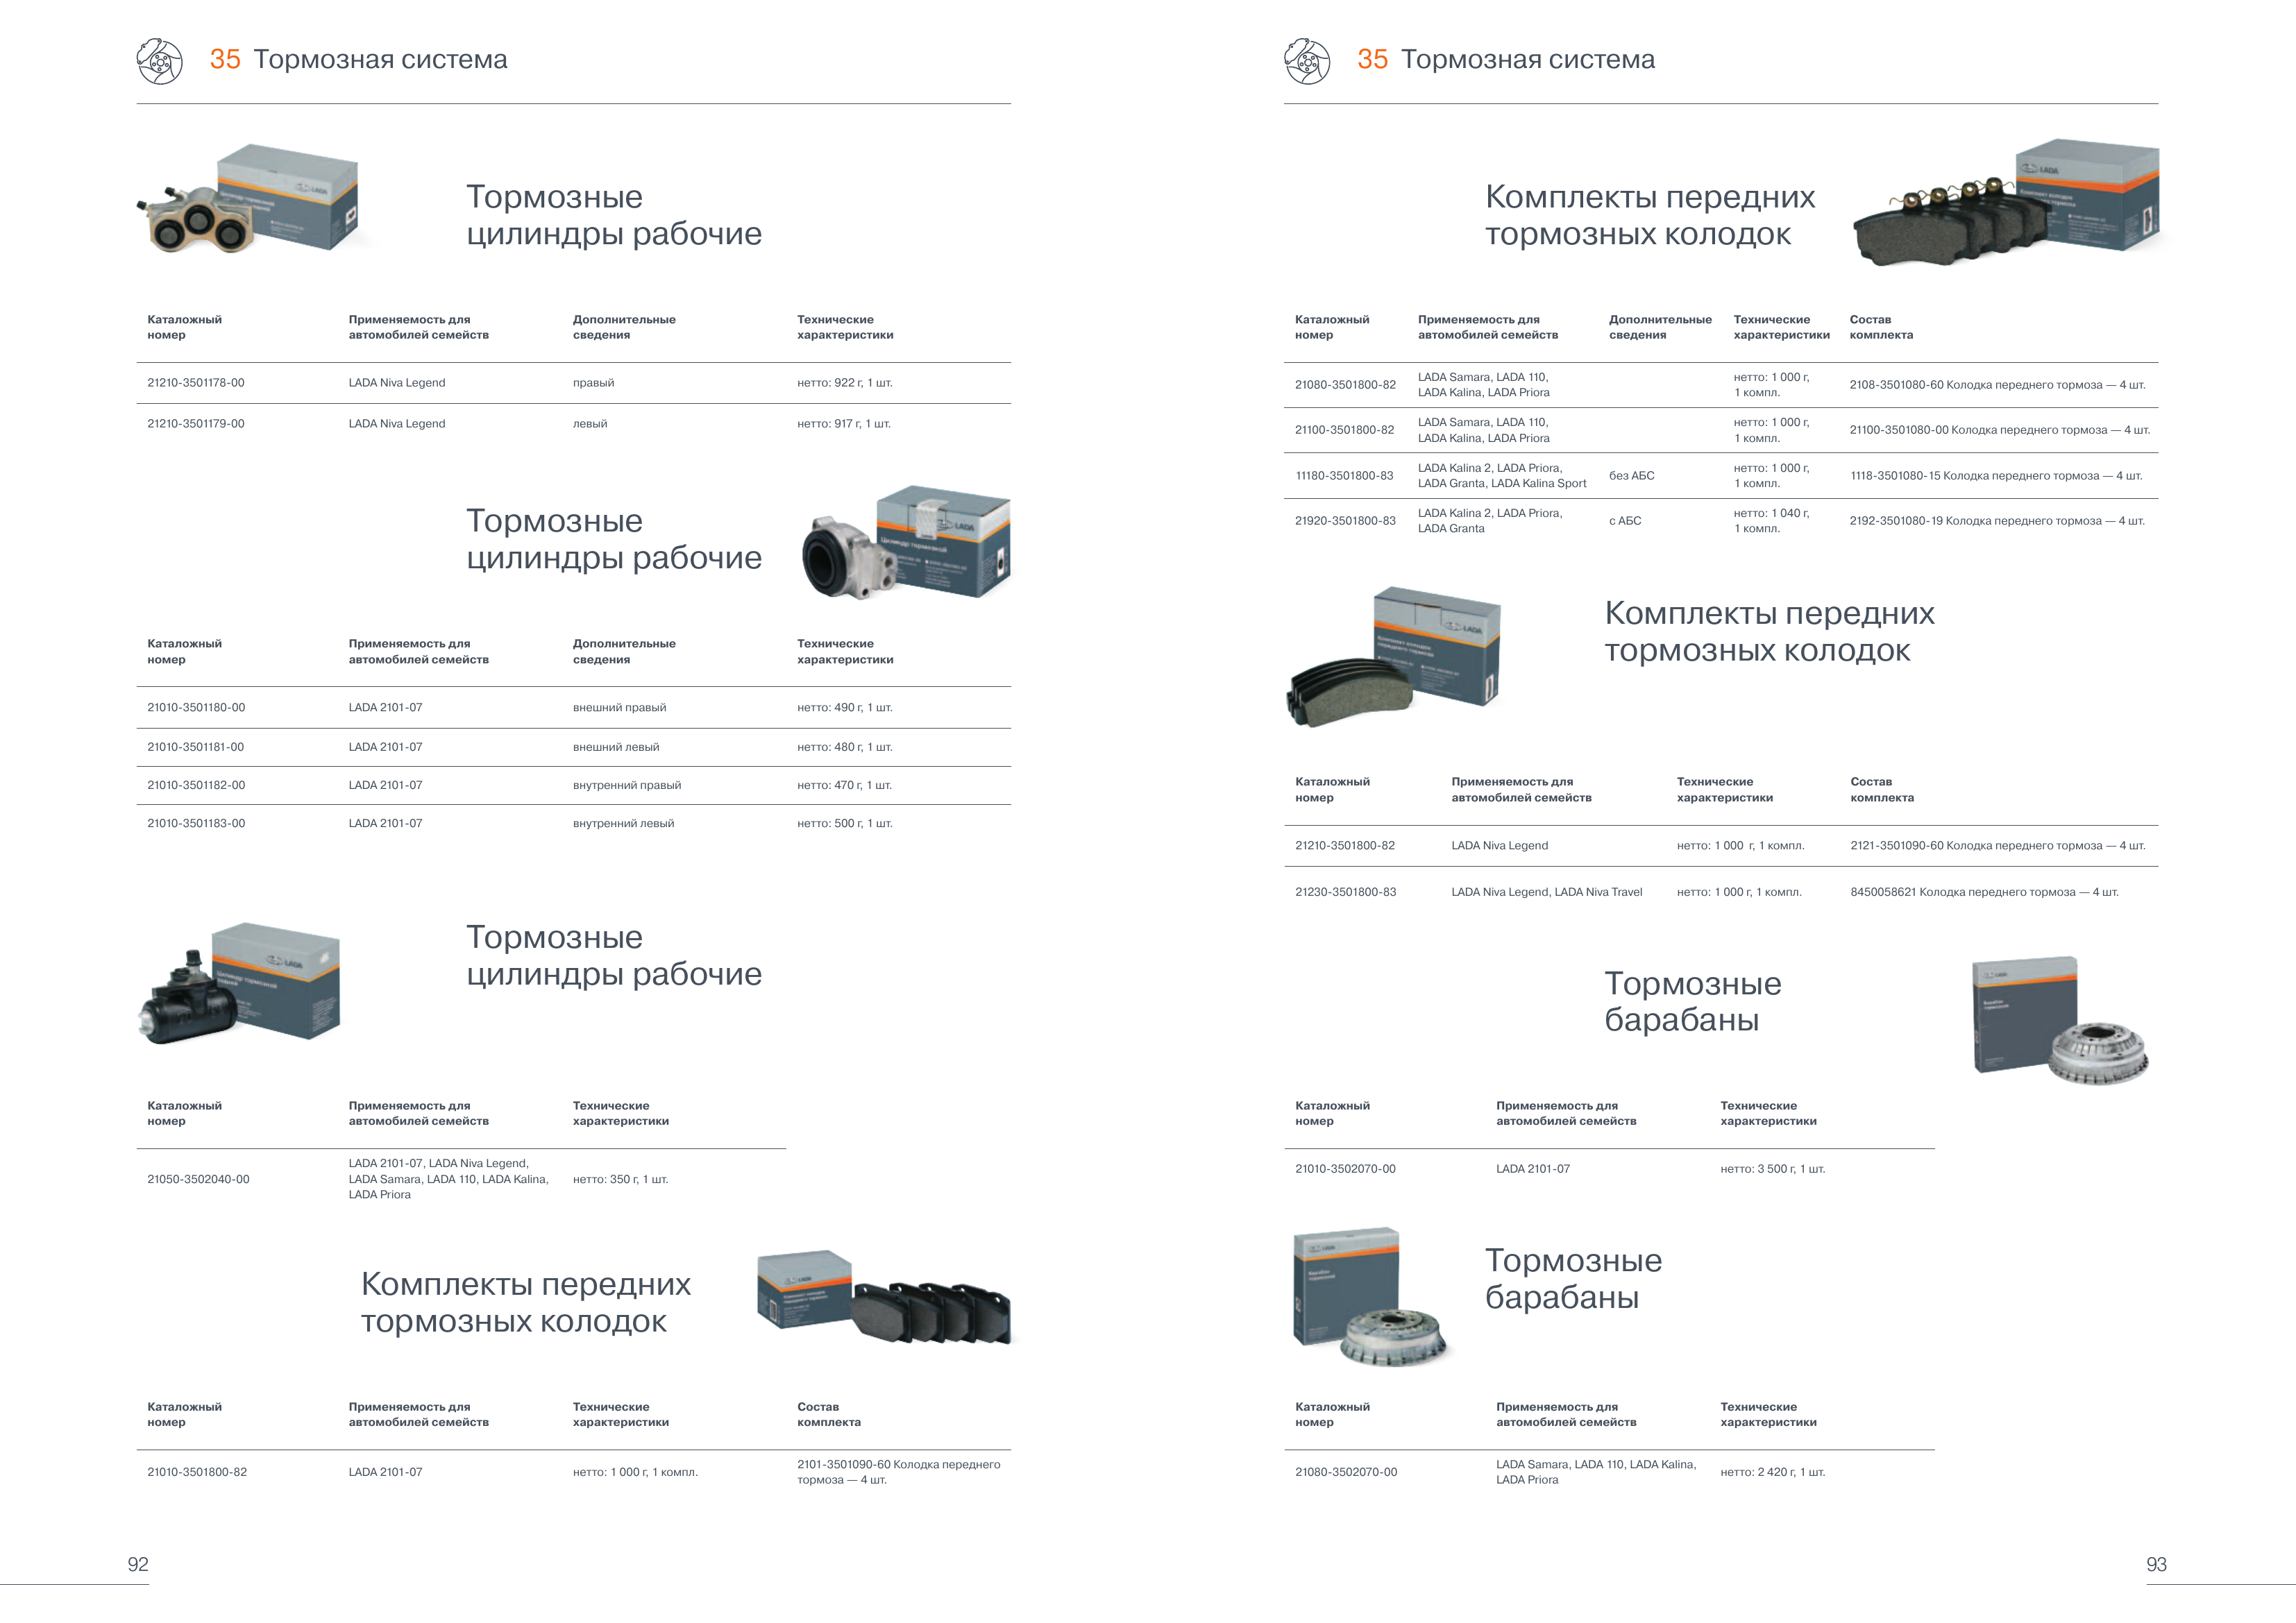 35 Тормозная система
Тормозные
цилиндры рабочие
Каталожный номер Применяемость для автомобилей семейств Дополнительные сведения Технические характеристики
21210-3501178-00 LADA Niva Legend правый нетто: 922 г, 1 шт.
21210-3501179-00 LADA Niva Legend левый нетто: 917 г, 1 шт.
Тормозные
цилиндры рабочие
Каталожный номер Применяемость для автомобилей семейств Дополнительные сведения Технические характеристики
21010-3501180-00 LADA 2101-07 внешний правый нетто: 490 г, 1 шт.
21010-3501181-00 LADA 2101-07 внешний левый нетто: 480 г, 1 шт.
21010-3501182-00 LADA 2101-07 внутренний правый нетто: 470 г, 1 шт.
21010-3501183-00 LADA 2101-07 внутренний левый нетто: 500 г, 1 шт.
Тормозные
цилиндры рабочие
Каталожный номер Применяемость для автомобилей семейств Технические характеристики
21050-3502040-00 LADA 2101-07, LADA Niva Legend, LADA Samara, LADA 110, LADA Kalina, LADA Priora нетто: 350 г, 1 шт.
Комплекты передних
тормозных колодок
Каталожный номер Применяемость для автомобилей семейств Технические характеристики Состав комплекта
21010-3501800-82 LADA 2101-07 нетто: 1 000 г, 1 компл. 2101-3501090-60 Колодка переднего тормоза — 4 шт.
92
35 Тормозная система
Комплекты передних
тормозных колодок
Каталожный номер Применяемость для автомобилей семейств Дополнительные сведения Технические характеристики Состав комплекта
21080-3501800-82 LADA Samara, LADA 110, LADA Kalina, LADA Priora нетто: 1 000 г, 1 компл. 2108-3501080-60 Колодка переднего тормоза — 4 шт.
21100-3501800-82 LADA Samara, LADA 110, LADA Kalina, LADA Priora нетто: 1 000 г, 1 компл. 21100-3501080-00 Колодка переднего тормоза — 4 шт.
11180-3501800-83 LADA Kalina 2, LADA Priora, LADA Granta, LADA Kalina Sport без АБС нетто: 1 000 г, 1 компл. 1118-3501080-15 Колодка переднего тормоза — 4 шт.
21920-3501800-83 LADA Kalina 2, LADA Priora, LADA Granta с АБС нетто: 1 040 г, 1 компл. 2192-3501080-19 Колодка переднего тормоза — 4 шт.
Комплекты передних
тормозных колодок
Каталожный номер Применяемость для автомобилей семейств Технические характеристики Состав комплекта
21210-3501800-82 LADA Niva Legend нетто: 1 000 г, 1 компл. 2121-3501090-60 Колодка переднего тормоза — 4 шт.
21230-3501800-83 LADA Niva Legend, LADA Niva Travel нетто: 1 000 г, 1 компл. 8450058621 Колодка переднего тормоза — 4 шт.
Тормозные
барабаны
Каталожный номер Применяемость для автомобилей семейств Технические характеристики
21010-3502070-00 LADA 2101-07 нетто: 3 500 г, 1 шт.
Тормозные
барабаны
Каталожный номер Применяемость для автомобилей семейств Технические характеристики
21080-3502070-00 LADA Samara, LADA 110, LADA Kalina, LADA Priora нетто: 2 420 г, 1 шт.
93